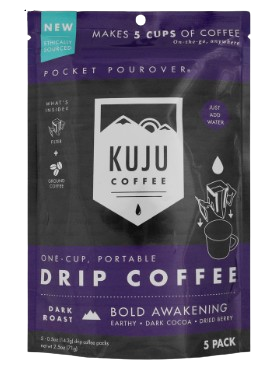 NEW
ETHICALLY
SOURCED
MAKES 5 CUPS OF COFFEE
On-the-go, anywhere
POCKET POUROVER
WHAT'S
INSIDE?
JUST
ADD
WATER
KUJU
COFFEE
GROUND
COFFEE
ONE-CUP, PORTABLE
DRIP COFFEE
DARK
ROAST
BOLD AWAKENING
EARTHY • DARK COCOA • DRIED BERRY
5 PACK